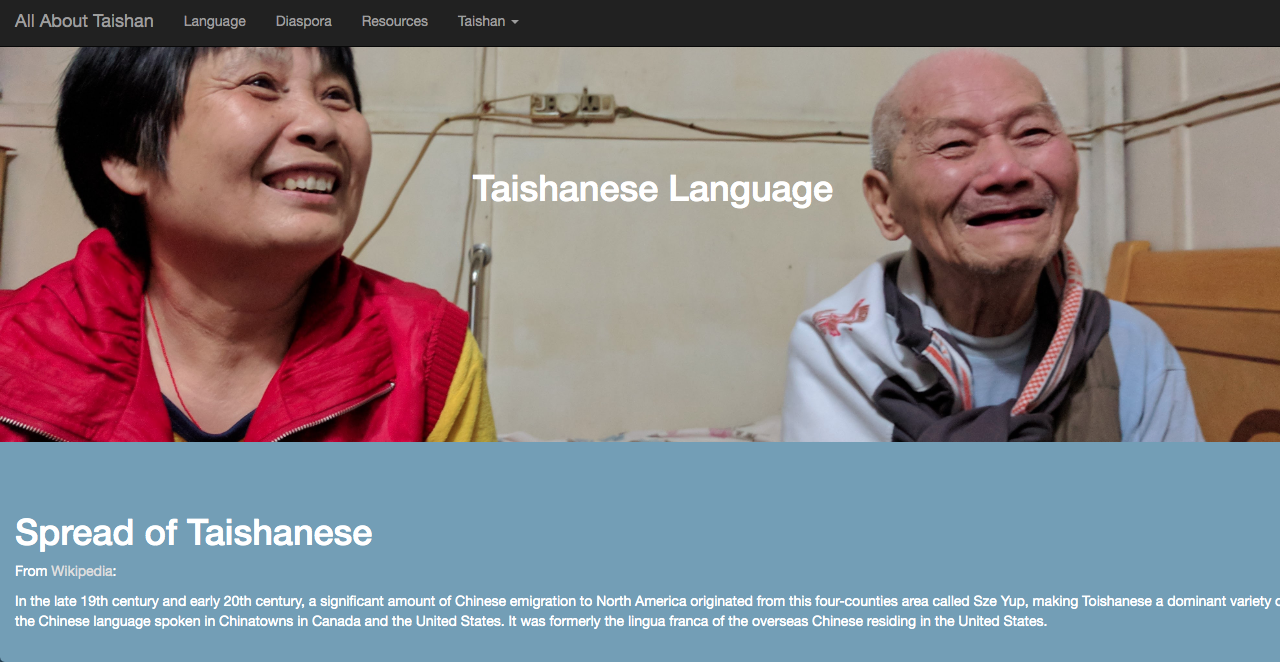 All About Taishan Language Diaspora Resources Taishan
Taishanese Language
Spread of Taishanese
From Wikipedia:
In the late 19th century and early 20th century, a significant amount of Chinese emigration to North America originated from this four-counties area called Sze Yup, making Toishanese a dominant variety
the Chinese language spoken in Chinatowns in Canada and the United States. It was formerly the lingua franca of the overseas Chinese residing in the United States.